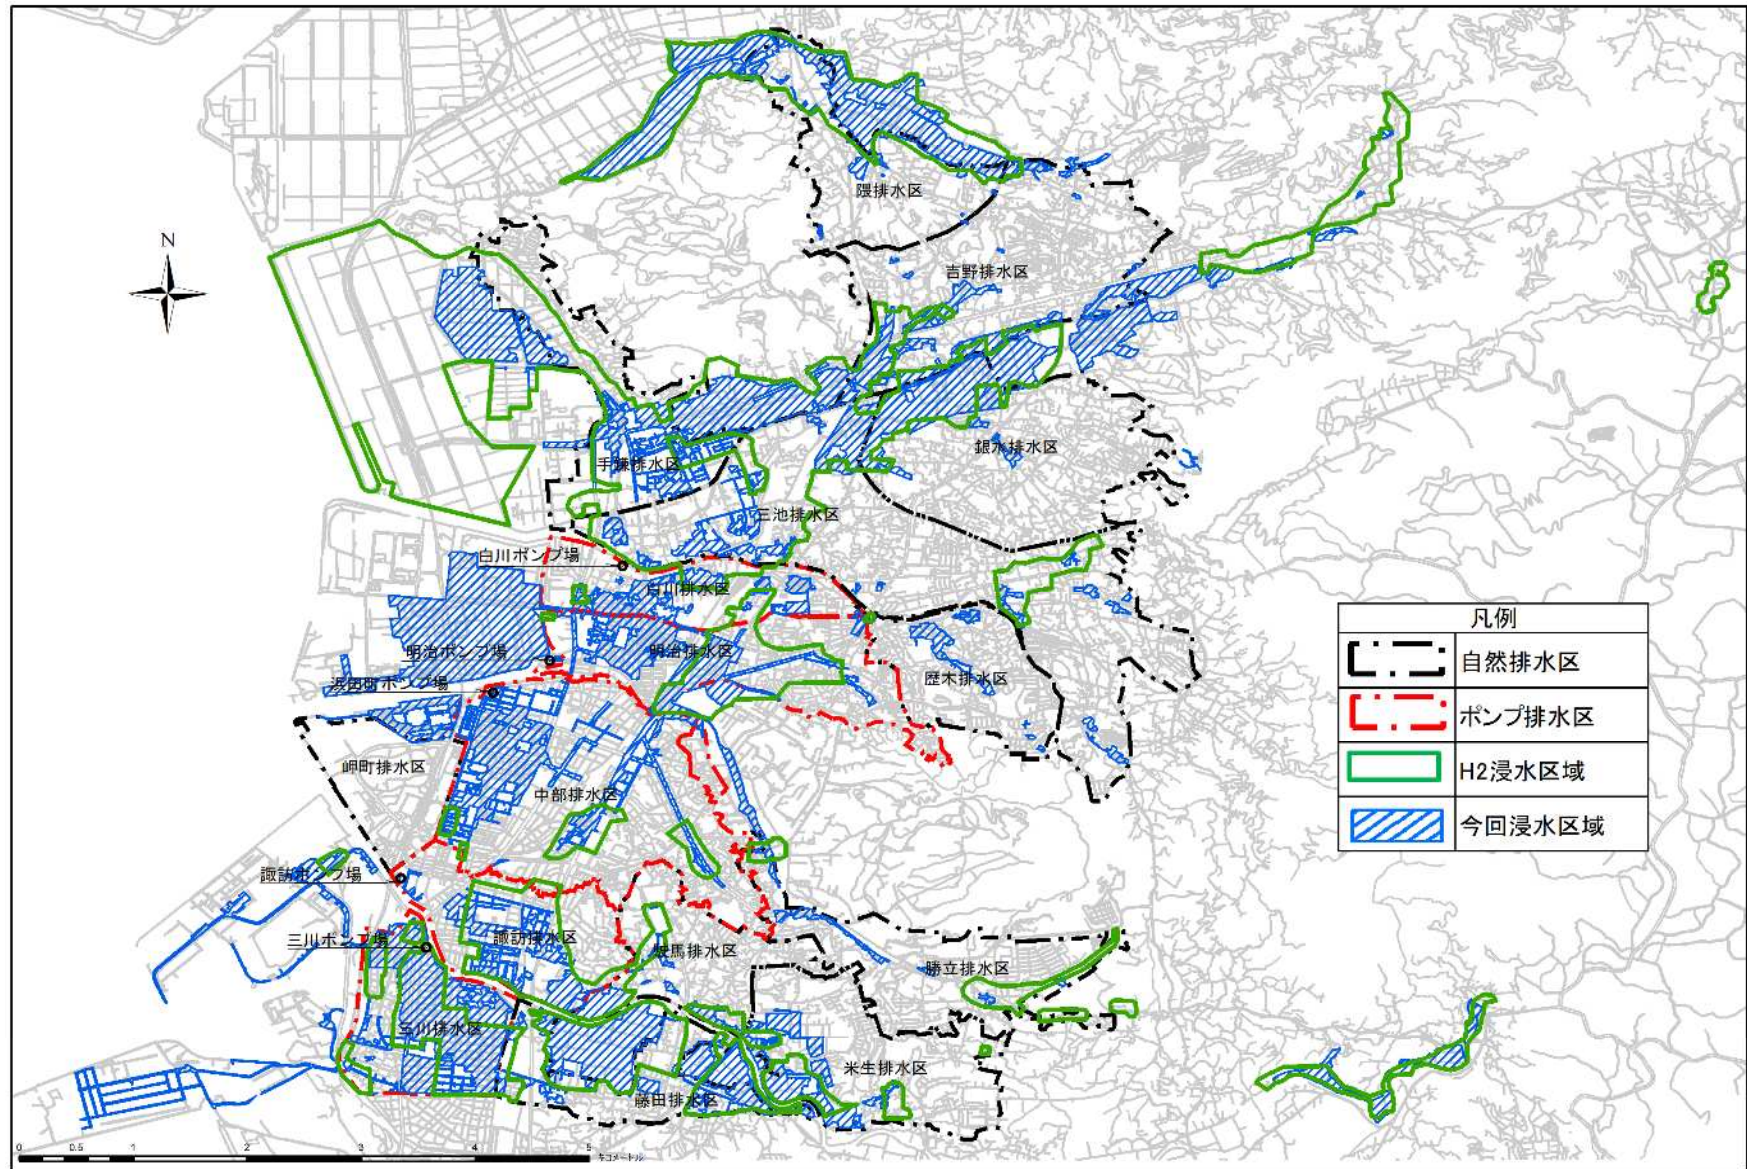 隈排水区
N
吉野排水区
銀水排水区
手鎌排水区
三池排水区
白川ポンプ場
白川排水区
凡例
自然排水区
ポンプ排水区
H2浸水区域
今回浸水区域
明治ポンプ場
明治排水区
浜田町ポンプ場
歴木排水区
岬町排水区
中部排水区
諏訪ポンプ場
三川ポンプ場
諏訪排水区
駛馬排水区
勝立排水区
三川排水区
米生排水区
藤田排水区
0 0.5 1 2 3 4 5
キロメートル